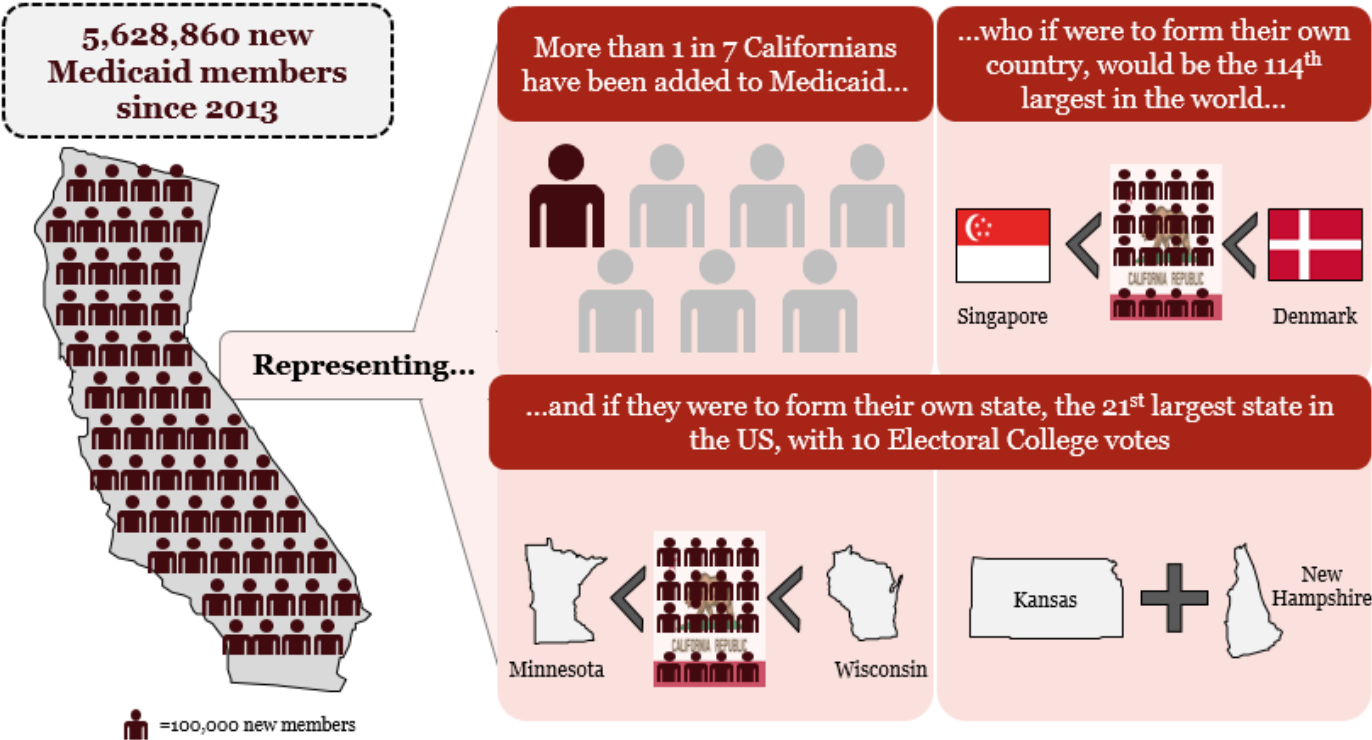 5,628,860 new
Medicaid members
since 2013
=100,000 new members
Representing...
More than 1 in 7 Californians
have been added to Medicaid...
...who if were to form their own
country, would be the 114th
largest in the world...
Singapore
CALIFORNIA REPUBLIC
Denmark
...and if they were to form their own state, the 21st largest state in
the US, with 10 Electoral College votes
Minnesota
CALIFORNIA REPUBLIC
Wisconsin
Kansas
New
Hampshire